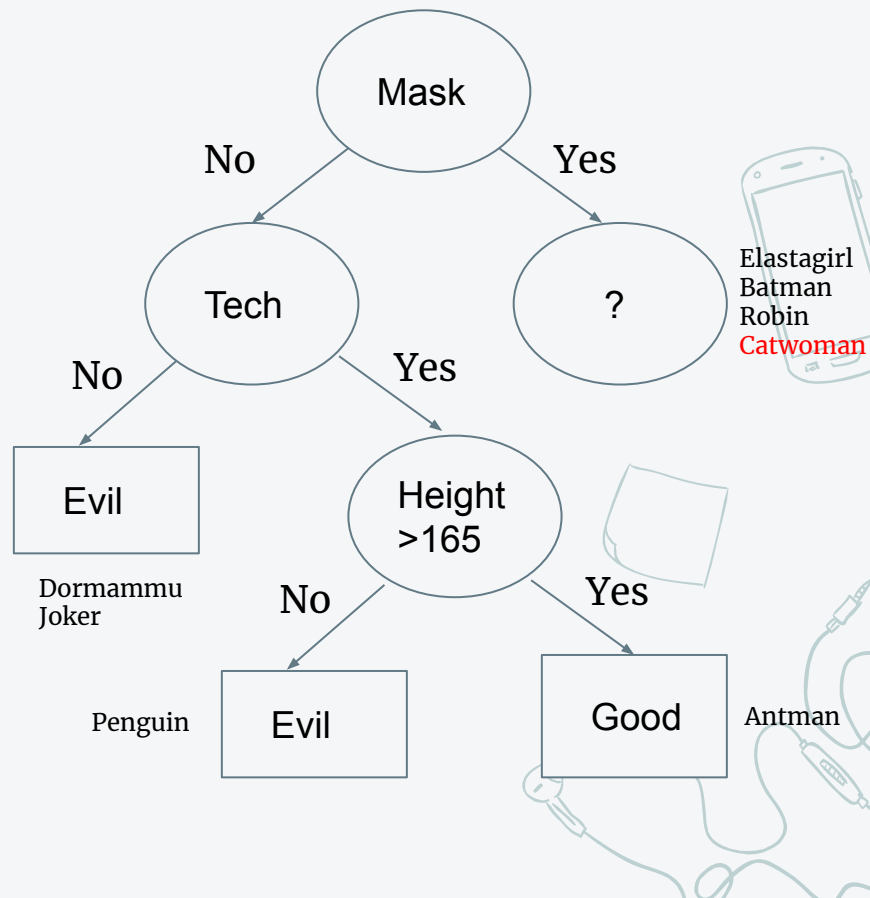 Mask
No
Yes
Tech
?
Elastagirl
Batman
Robin
Catwoman
No
Yes
Evil
Height
>165
Dormammu
Joker
No
Yes
Penguin
Evil
Good
Antman